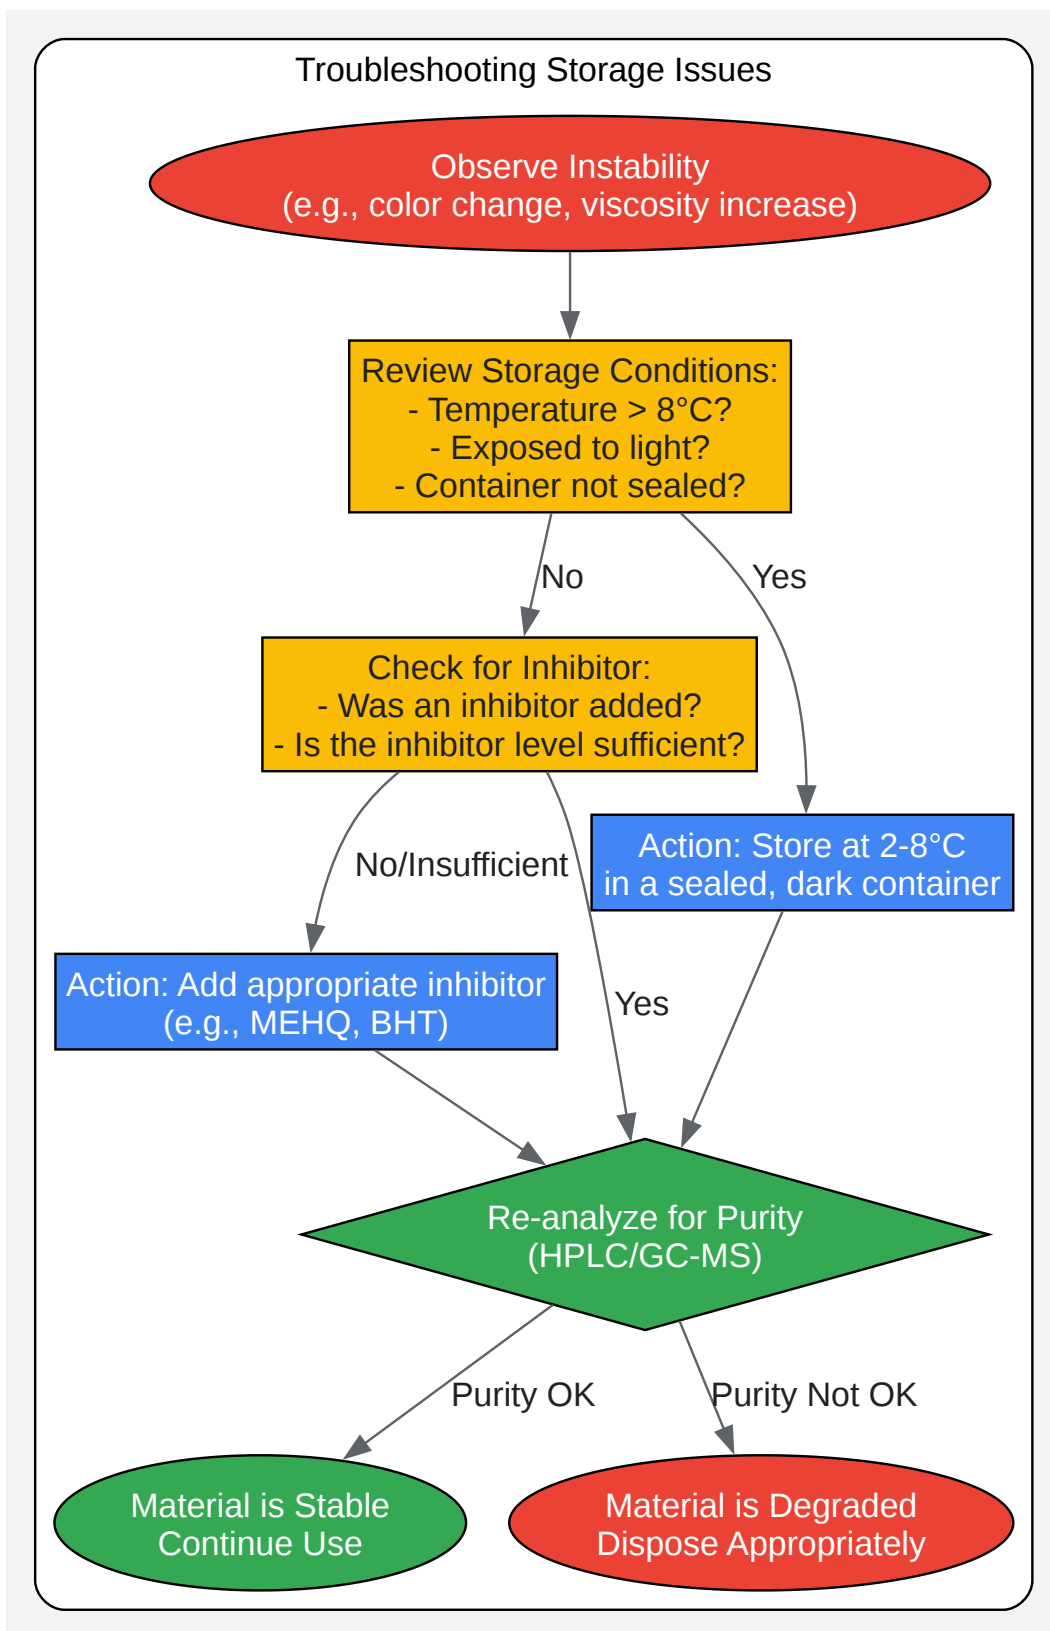 Troubleshooting Storage Issues
Observe Instability
(e.g., color change, viscosity increase)
Review Storage Conditions:
- Temperature > 8°C?
- Exposed to light?
- Container not sealed?
No
Yes
Check for Inhibitor:
- Was an inhibitor added?
- Is the inhibitor level sufficient?
Action: Store at 2-8°C
in a sealed, dark container
No/Insufficient
Action: Add appropriate inhibitor
(e.g., MEHQ, BHT)
Yes
Re-analyze for Purity
(HPLC/GC-MS)
Purity OK
Purity Not OK
Material is Stable
Continue Use
Material is Degraded
Dispose Appropriately